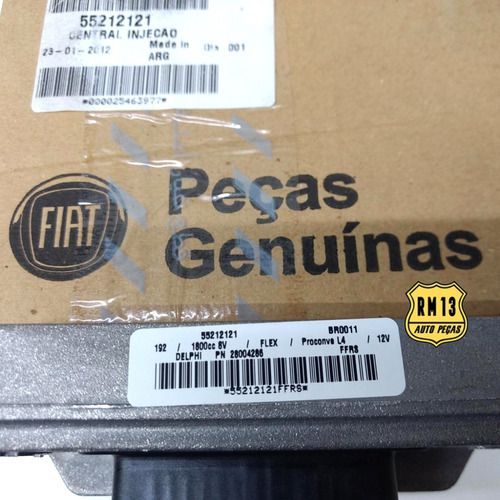 55212121
CENTRAL INJECAO
23-01-2012 Made in Qtà 001
ARG
*000025463977*
FIAT
Peças
Genuínas
RM13
AUTO PEÇAS
55212121 BR0011
192 / 1800cc 8V / FLEX / Proconve L4 / 12V
DELPHI PN 28004286 FFRS
*55212121FFRS*